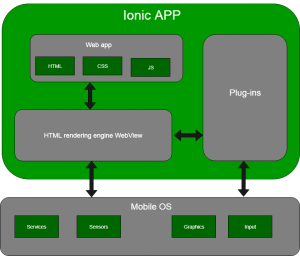 Ionic APP
Web app
HTML
CSS
JS
Plug-ins
HTML rendering engine WebView
Mobile OS
Services
Sensors
Graphics
Input